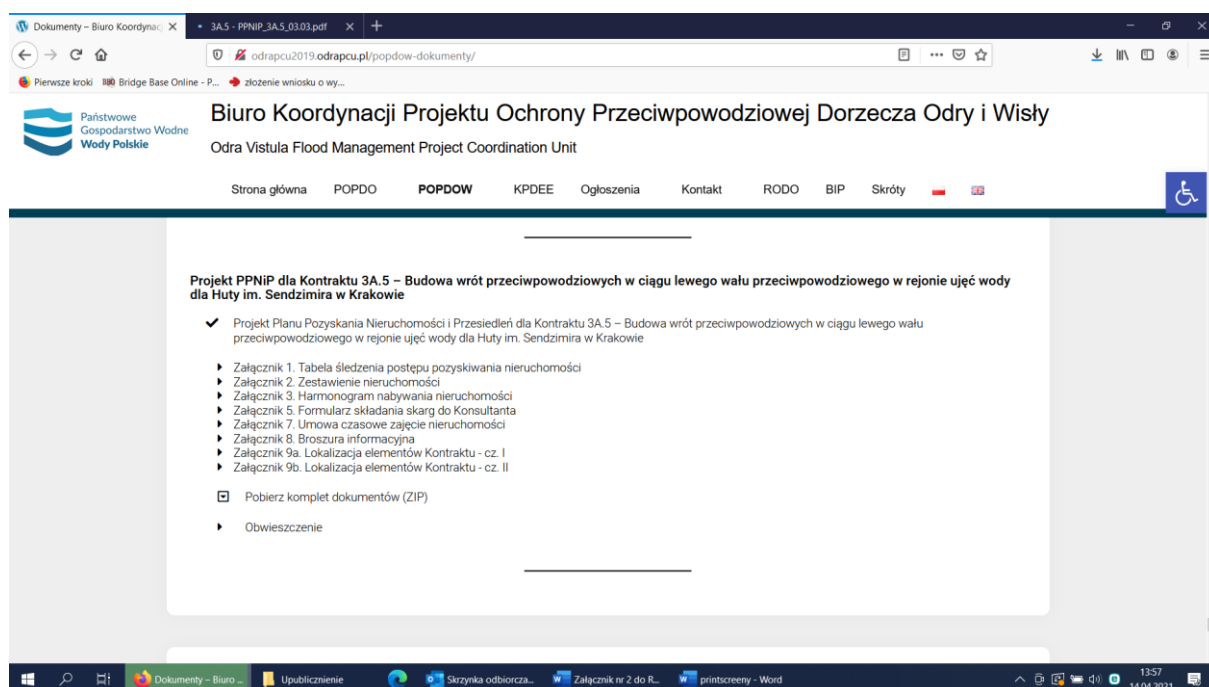 Dokumenty – Biuro Koordynac
3A.5 - PPNIP_3A.5_03.03.pdf
odrapcu2019.odrapcu.pl/popdow-dokumenty/
Pierwsze kroki Bridge Base Online - P... złożenie wniosku o wy...
Państwowe
Gospodarstwo Wodne
Wody Polskie
Biuro Koordynacji Projektu Ochrony Przeciwpowodziowej Dorzecza Odry i Wisły
Odra Vistula Flood Management Project Coordination Unit
Strona główna POPDO POPDOW KPDEE Ogłoszenia Kontakt RODO BIP Skróty
Projekt PPNiP dla Kontraktu 3A.5 – Budowa wrót przeciwpowodziowych w ciągu lewego wału przeciwpowodziowego w rejonie ujęć wody
dla Huty im. Sendzimira w Krakowie
Projekt Planu Pozyskania Nieruchomości i Przesiedleń dla Kontraktu 3A.5 – Budowa wrót przeciwpowodziowych w ciągu lewego wału
przeciwpowodziowego w rejonie ujęć wody dla Huty im. Sendzimira w Krakowie
Załącznik 1. Tabela śledzenia postępu pozyskiwania nieruchomości
Załącznik 2. Zestawienie nieruchomości
Załącznik 3. Harmonogram nabywania nieruchomości
Załącznik 5. Formularz składania skarg do Konsultanta
Załącznik 7. Umowa czasowe zajęcie nieruchomości
Załącznik 8. Broszura informacyjna
Załącznik 9a. Lokalizacja elementów Kontraktu - cz. I
Załącznik 9b. Lokalizacja elementów Kontraktu - cz. II
Pobierz komplet dokumentów (ZIP)
Obwieszczenie
Dokumenty – Biuro ... Upublicznienie Skrzynka odbiorcza... Załącznik nr 2 do R... printscreeny - Word
13:57
14.04.2021